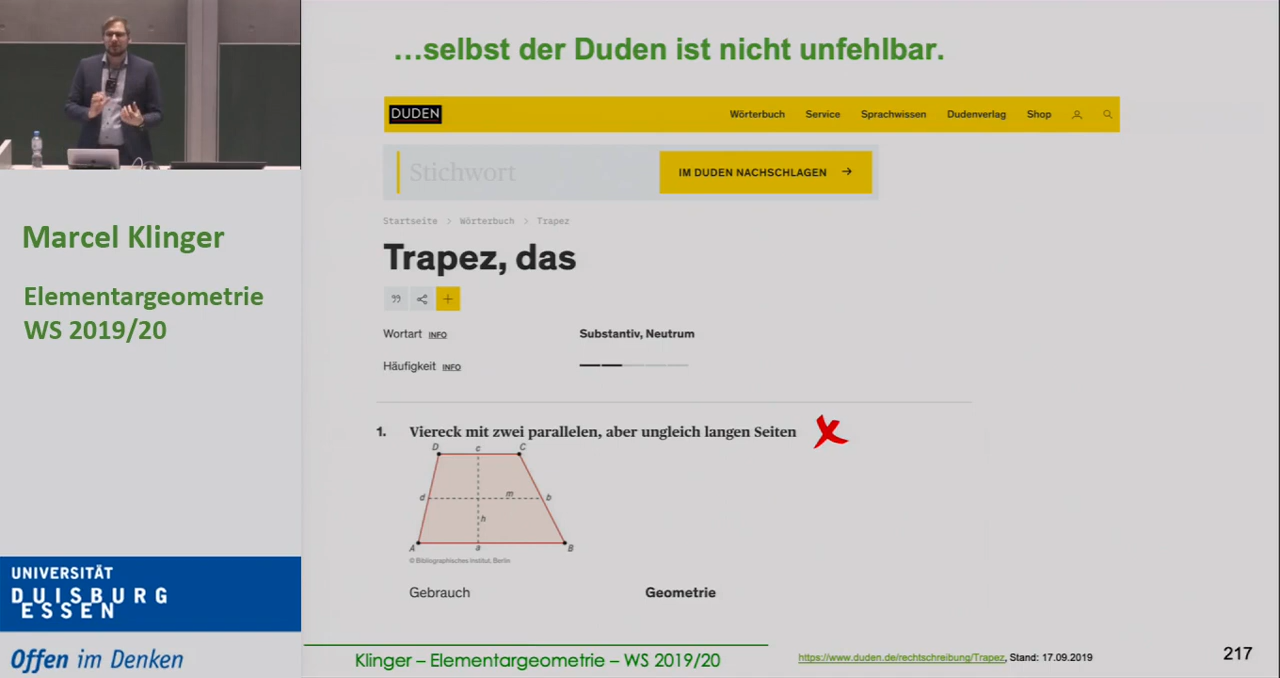 …selbst der Duden ist nicht unfehlbar.
DUDEN
Wörterbuch Service Sprachwissen Dudenverlag Shop
Stichwort
IM DUDEN NACHSCHLAGEN →
Startseite > Wörterbuch > Trapez
Trapez, das
Wortart INFO Substantiv, Neutrum
Häufigkeit INFO
1. Viereck mit zwei parallelen, aber ungleich langen Seiten
D c C
d m b
h
A a B
© Bibliographisches Institut, Berlin
Gebrauch Geometrie
Marcel Klinger
Elementargeometrie
WS 2019/20
UNIVERSITÄT
DUISBURG
ESSEN
Offen im Denken
Klinger – Elementargeometrie – WS 2019/20
https://www.duden.de/rechtschreibung/Trapez, Stand: 17.09.2019
217